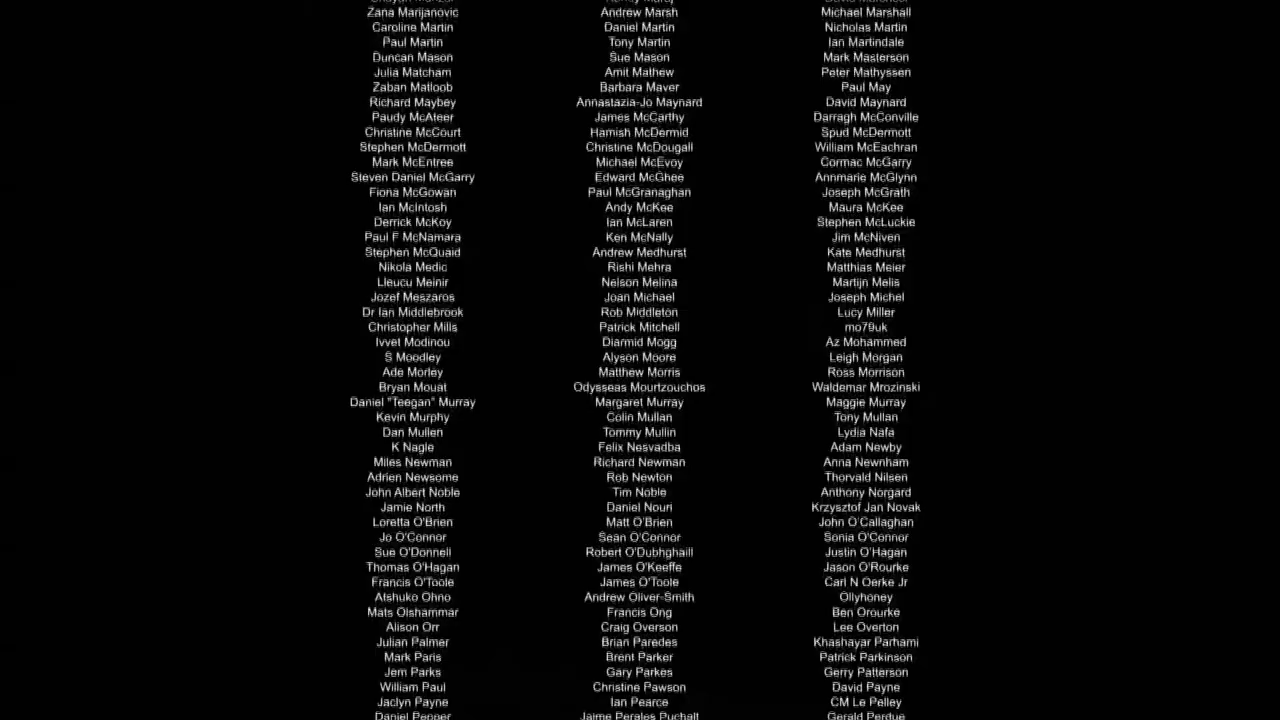 Zana Marijanovic Andrew Marsh Michael Marshall
Caroline Martin Daniel Martin Nicholas Martin
Paul Martin Tony Martin Ian Martindale
Duncan Mason Sue Mason Mark Masterson
Julia Matcham Amit Mathew Peter Mathyssen
Zaban Matloob Barbara Maver Paul May
Richard Maybey Annastazia-Jo Maynard David Maynard
Paudy McAteer James McCarthy Darragh McConville
Christine McCourt Hamish McDermid Spud McDermott
Stephen McDermott Christine McDougall William McEachran
Mark McEntree Michael McEvoy Cormac McGarry
Steven Daniel McGarry Edward McGhee Annmarie McGlynn
Fiona McGowan Paul McGranaghan Joseph McGrath
Ian McIntosh Andy McKee Maura McKee
Derrick McKoy Ian McLaren Stephen McLuckie
Paul F McNamara Ken McNally Jim McNiven
Stephen McQuaid Andrew Medhurst Kate Medhurst
Nikola Medic Rishi Mehra Matthias Meier
Lleucu Meinir Nelson Melina Martijn Melis
Jozef Meszaros Joan Michael Joseph Michel
Dr Ian Middlebrook Rob Middleton Lucy Miller
Christopher Mills Patrick Mitchell mo79uk
Ivvet Modinou Diarmid Mogg Az Mohammed
S Moodley Alyson Moore Leigh Morgan
Ade Morley Matthew Morris Ross Morrison
Bryan Mouat Odysseas Mourtzouchos Waldemar Mrozinski
Daniel "Teegan" Murray Margaret Murray Maggie Murray
Kevin Murphy Colin Mullan Tony Mullan
Dan Mullen Tommy Mullin Lydia Nafa
K Nagle Felix Nesvadba Adam Newby
Miles Newman Richard Newman Anna Newnham
Adrien Newsome Rob Newton Thorvald Nilsen
John Albert Noble Tim Noble Anthony Norgard
Jamie North Daniel Nouri Krzysztof Jan Novak
Loretta O'Brien Matt O'Brien John O'Callaghan
Jo O'Connor Sean O'Connor Sonia O'Connor
Sue O'Donnell Robert O'Dubhghaill Justin O'Hagan
Thomas O'Hagan James O'Keeffe Jason O'Rourke
Francis O'Toole James O'Toole Carl N Oerke Jr
Atshuko Ohno Andrew Oliver-Smith Ollyhoney
Mats Olshammar Francis Ong Ben Orourke
Alison Orr Craig Overson Lee Overton
Julian Palmer Brian Paredes Khashayar Parhami
Mark Paris Brent Parker Patrick Parkinson
Jem Parks Gary Parkes Gerry Patterson
William Paul Christine Pawson David Payne
Jaclyn Payne Ian Pearce CM Le Pelley
Daniel Pepper Jaime Perales Puchalt Gerald Perdue